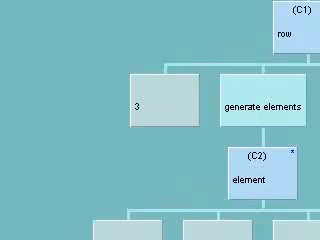 (C1)
row
3
generate elements
(C2) *
element